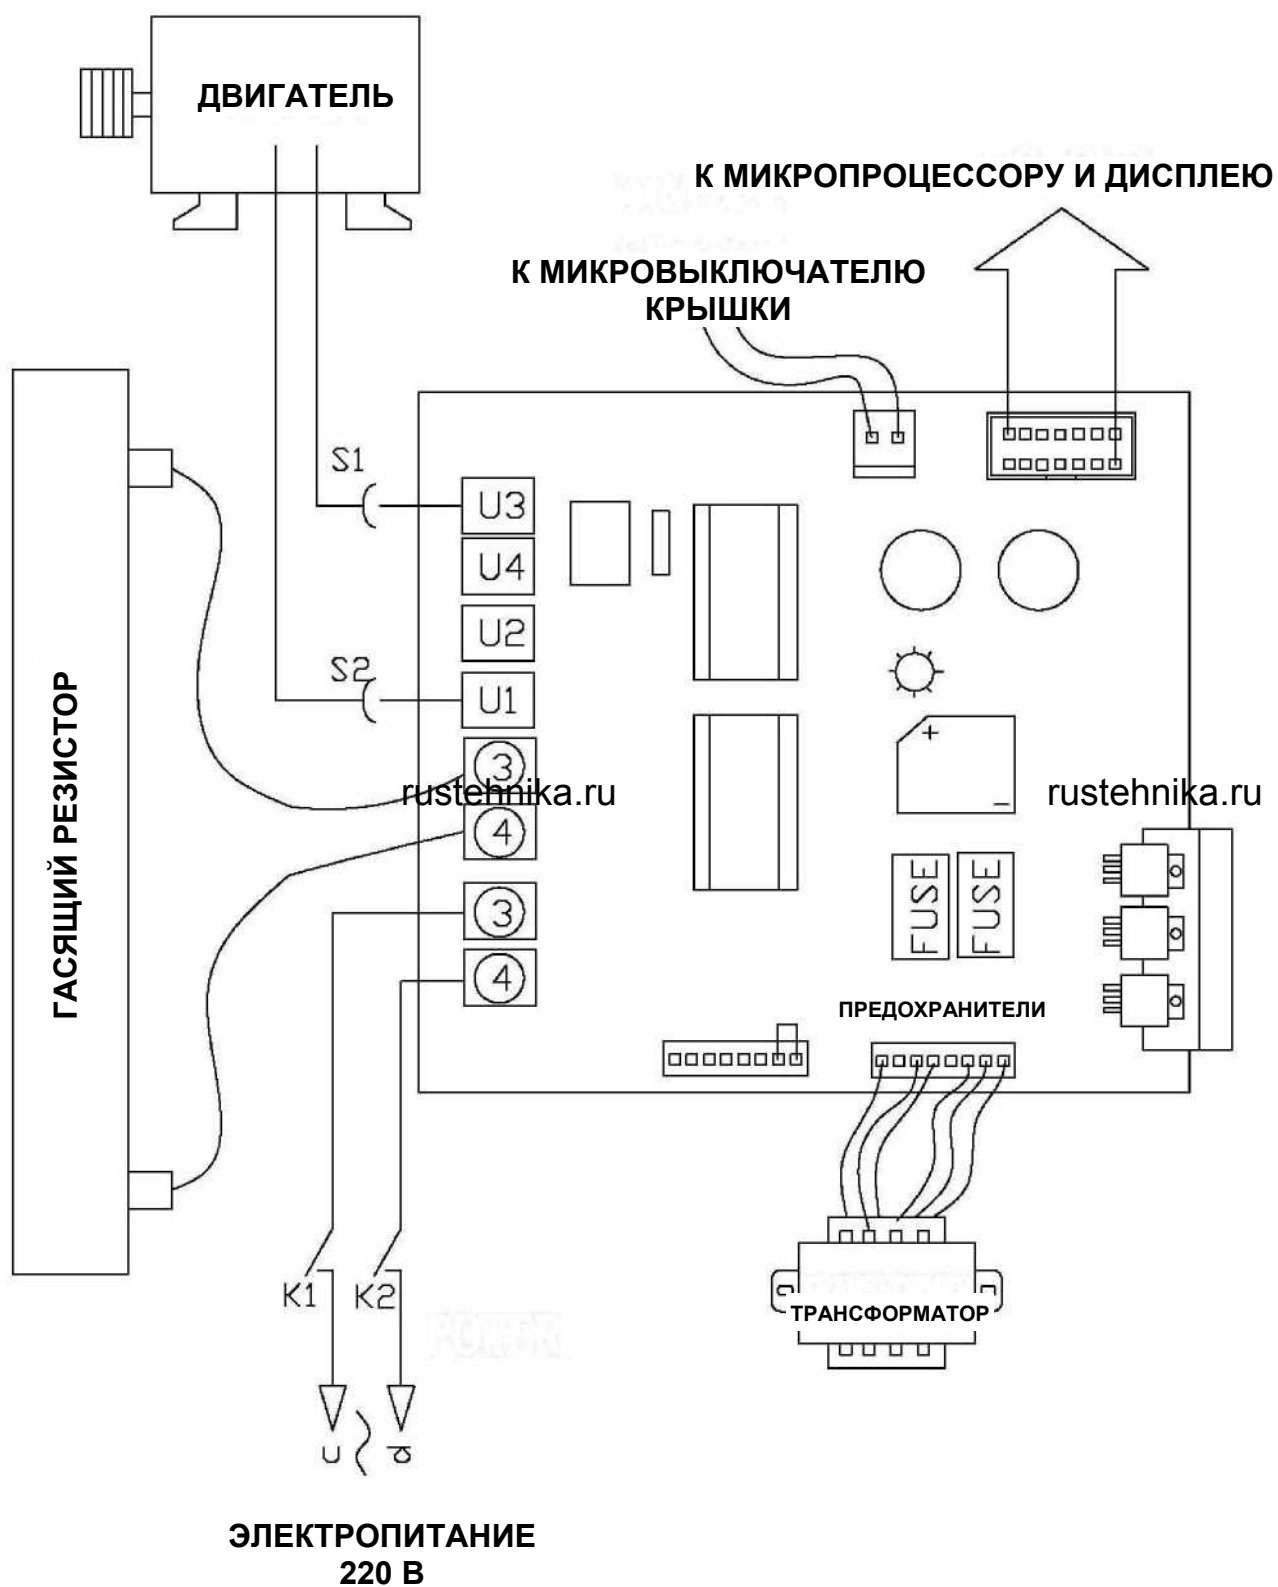 ДВИГАТЕЛЬ
К МИКРОПРОЦЕССОРУ И ДИСПЛЕЮ
К МИКРОВЫКЛЮЧАТЕЛЮ
КРЫШКИ
S1
U3
U4
U2
S2
U1
3
rustehnika.ru
rustehnika.ru
4
3
4
ГАСЯЩИЙ РЕЗИСТОР
+
−
FUSE
FUSE
ПРЕДОХРАНИТЕЛИ
K1
K2
ТРАНСФОРМАТОР
ЭЛЕКТРОПИТАНИЕ
220 В